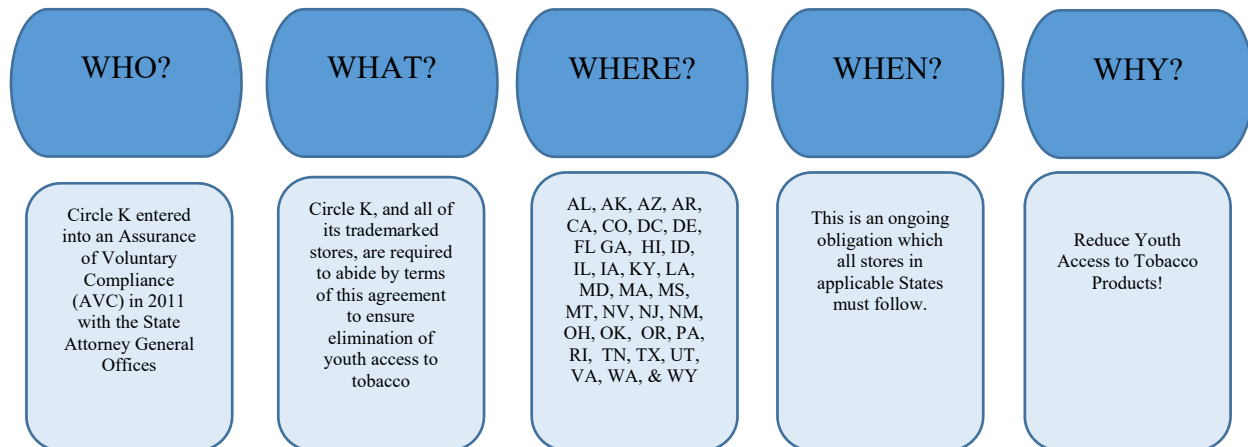 WHO?
Circle K entered
into an Assurance
of Voluntary
Compliance
(AVC) in 2011
with the State
Attorney General
Offices
WHAT?
Circle K, and all of
its trademarked
stores, are required
to abide by terms
of this agreement
to ensure
elimination of
youth access to
tobacco
WHERE?
AL, AK, AZ, AR,
CA, CO, DC, DE,
FL GA, HI, ID,
IL, IA, KY, LA,
MD, MA, MS,
MT, NV, NJ, NM,
OH, OK, OR, PA,
RI, TN, TX, UT,
VA, WA, & WY
WHEN?
This is an ongoing
obligation which
all stores in
applicable States
must follow.
WHY?
Reduce Youth
Access to Tobacco
Products!